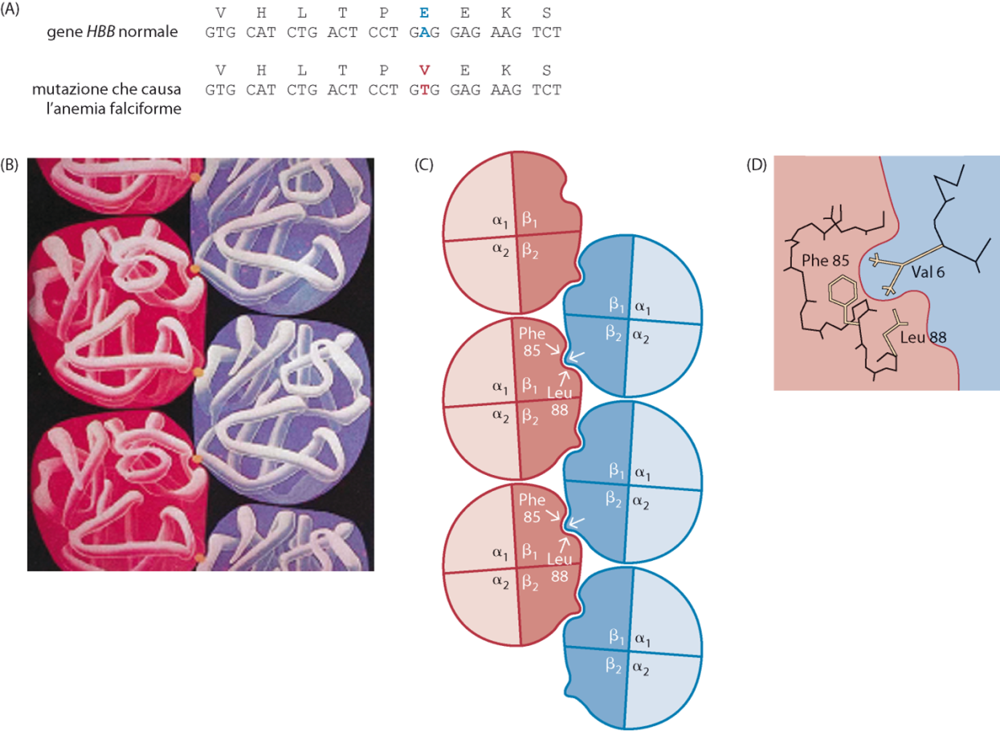 (A)
V H L T P E E K S
gene HBB normale GTG CAT CTG ACT CCT GAG GAG AAG TCT
V H L T P V E K S
mutazione che causa GTG CAT CTG ACT CCT GTG GAG AAG TCT
l'anemia falciforme
(B)
(C)
α1 β1
α2 β2
β1 α1
β2 α2
Phe
85
α1 β1
Leu
88
α2 β2
β1 α1
β2 α2
Phe
85
α1 β1
Leu
88
α2 β2
β1 α1
β2 α2
(D)
Phe 85
Val 6
Leu 88